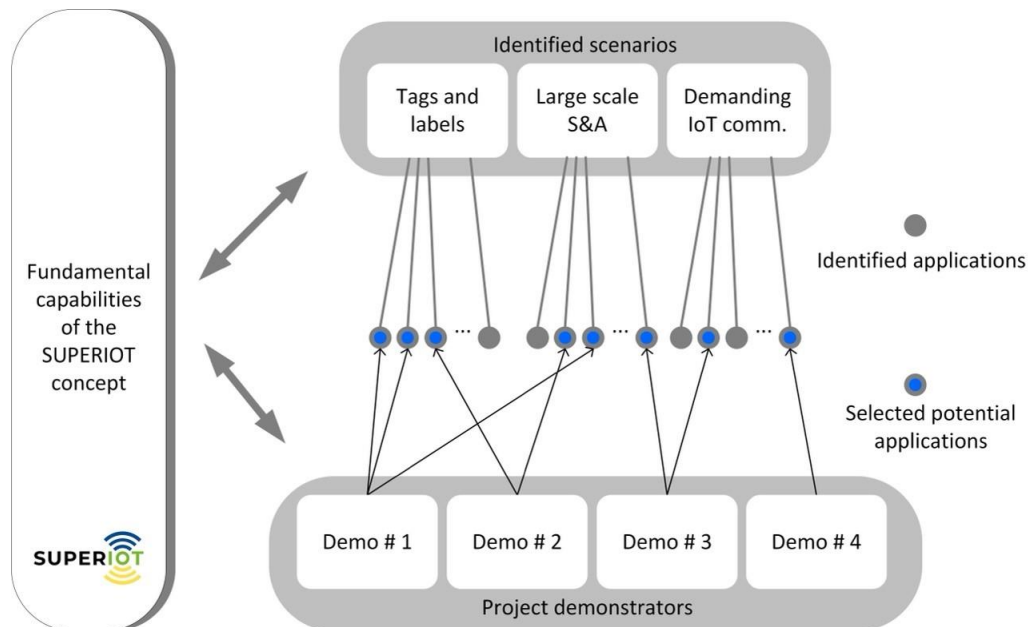 Identified scenarios
Tags and
labels
Large scale
S&A
Demanding
IoT comm.
Fundamental
capabilities
of the
SUPERIOT
concept
SUPERIOT
...
...
...
Identified applications
Selected potential
applications
Demo # 1
Demo # 2
Demo # 3
Demo # 4
Project demonstrators